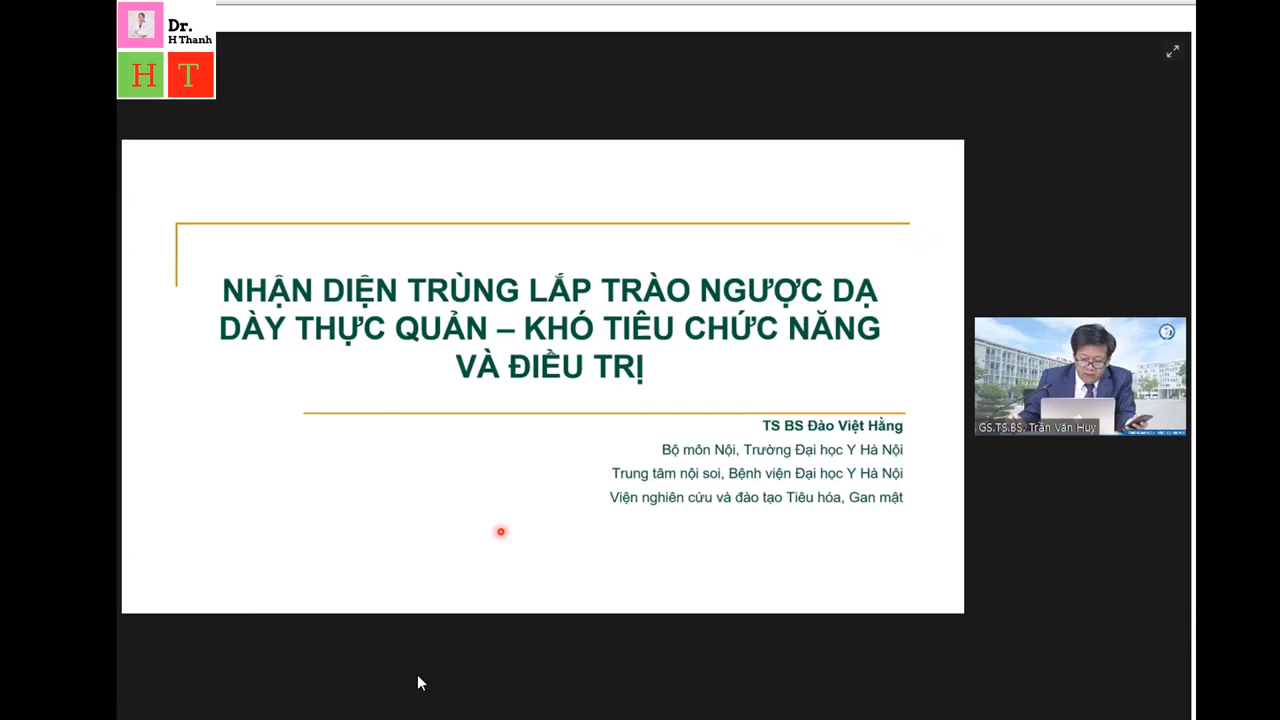 Dr.
H Thanh
H T
NHẬN DIỆN TRÙNG LẮP TRÀO NGƯỢC DẠ
DÀY THỰC QUẢN – KHÓ TIÊU CHỨC NĂNG
VÀ ĐIỀU TRỊ
TS BS Đào Việt Hằng
Bộ môn Nội, Trường Đại học Y Hà Nội
Trung tâm nội soi, Bệnh viện Đại học Y Hà Nội
Viện nghiên cứu và đào tạo Tiêu hóa, Gan mật
GS.TS.BS. Trần Văn Huy